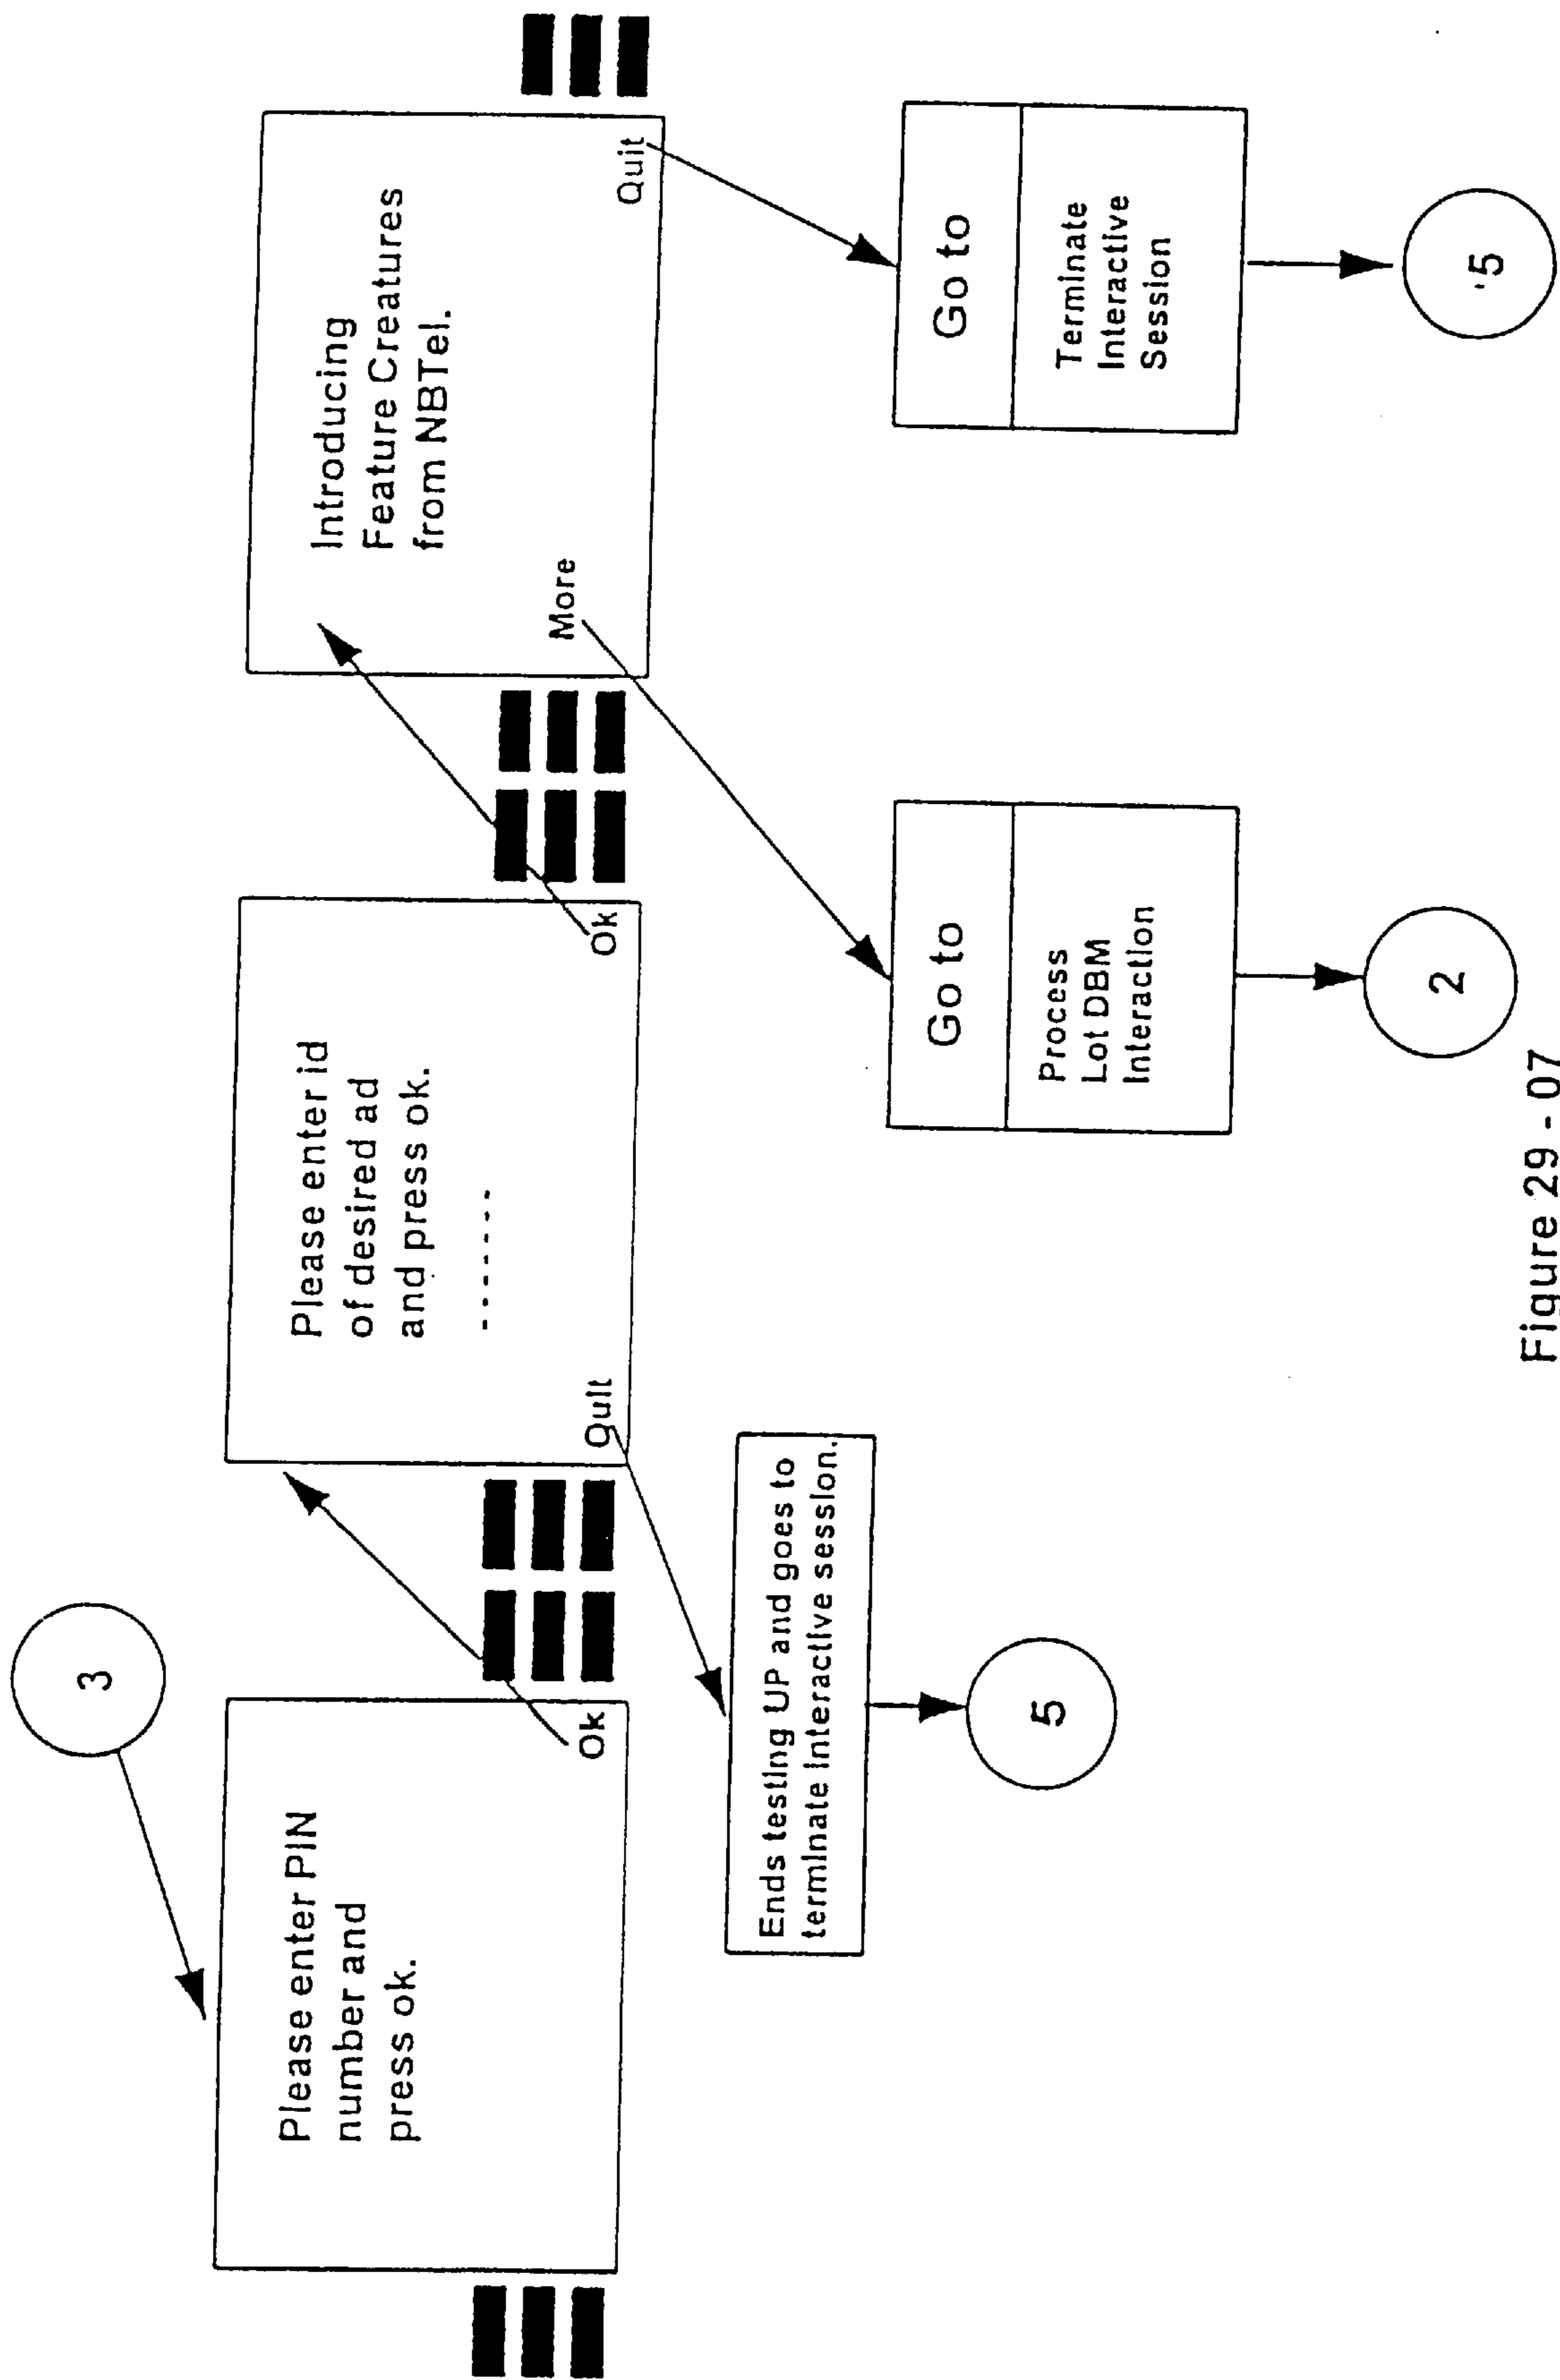 3
Please enter PIN
number and
press ok.
Ok
Please enter id
of desired ad
and press ok.
-------
Quit
Ok
Introducing
Feature Creatures
from NBTel.
More
Quit
Ends testing UP and goes to
terminate interactive session.
5
Go to
Process
Lot DBM
Interaction
2
Go to
Terminate
Interactive
Session
5
Figure 29 - 07